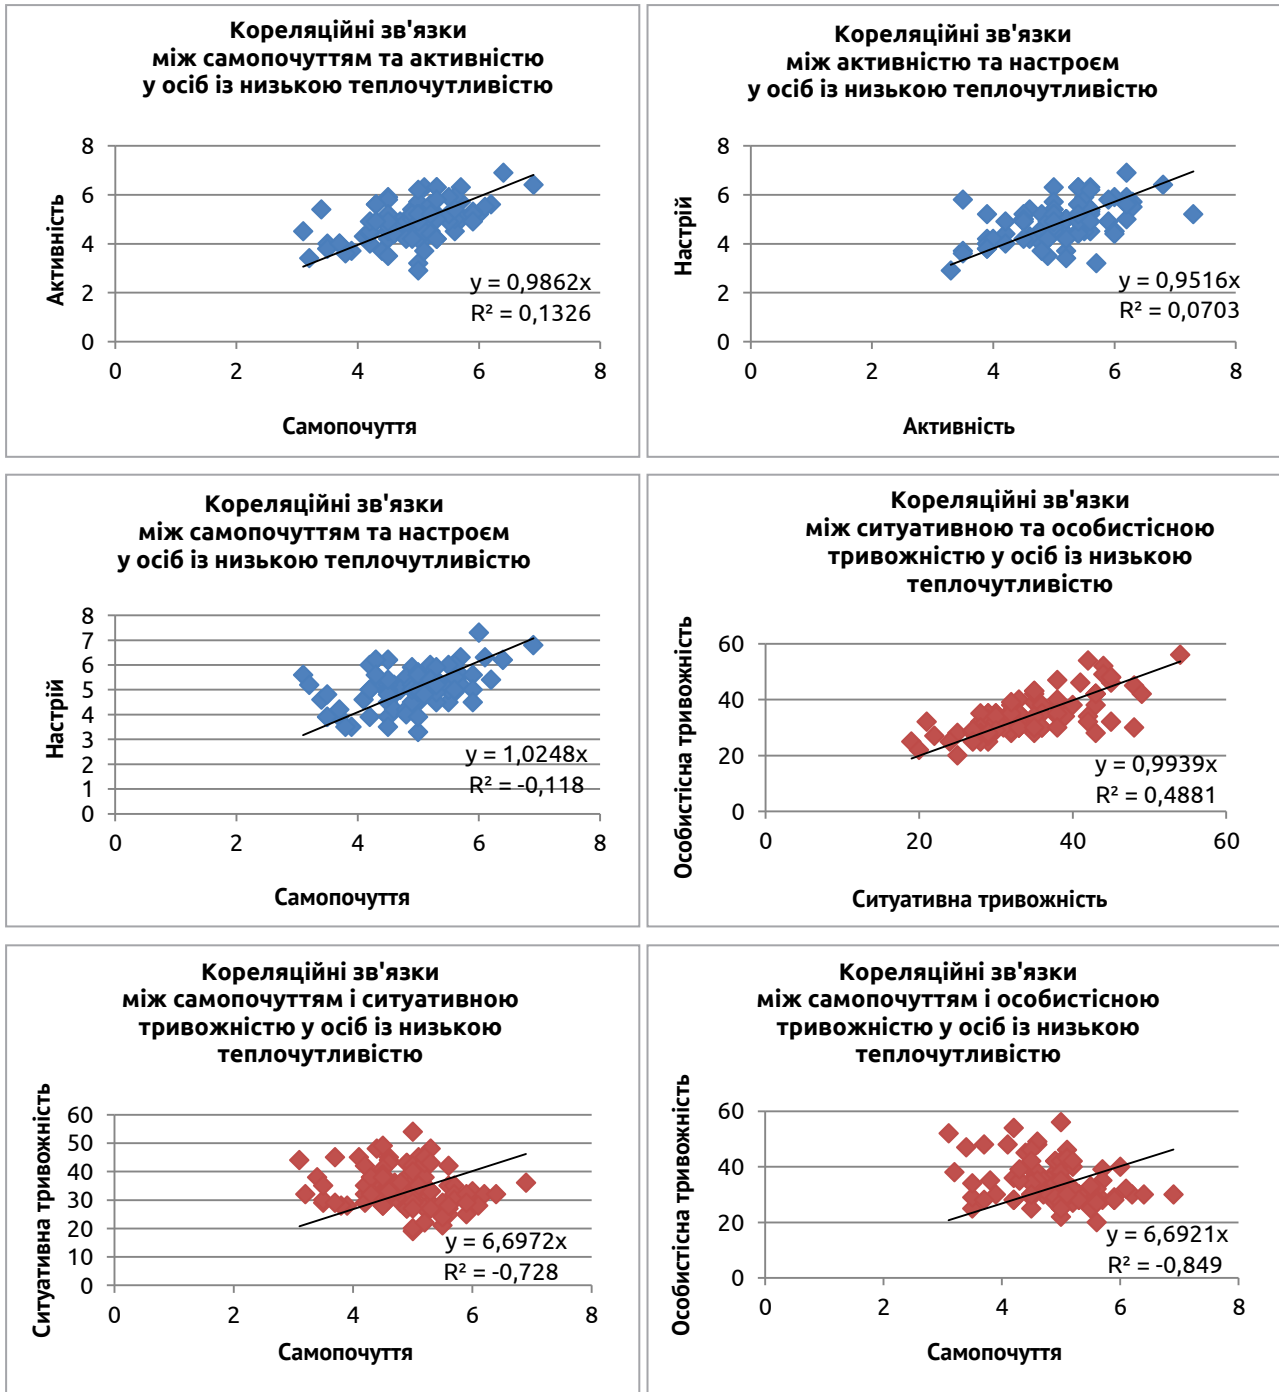 Кореляційні зв'язки
між самопочуттям та активністю
у осіб із низькою теплочутливістю
8
6
4
2
0
Активність
y = 0,9862x
R² = 0,1326
0 2 4 6 8
Самопочуття
Кореляційні зв'язки
між активністю та настроєм
у осіб із низькою теплочутливістю
8
6
4
2
0
Настрій
y = 0,9516x
R² = 0,0703
0 2 4 6 8
Активність
Кореляційні зв'язки
між самопочуттям та настроєм
у осіб із низькою теплочутливістю
8
7
6
5
4
3
2
1
0
Настрій
y = 1,0248x
R² = -0,118
0 2 4 6 8
Самопочуття
Кореляційні зв'язки
між ситуативною та особистісною
тривожністю у осіб із низькою
теплочутливістю
60
40
20
0
Особистісна тривожність
y = 0,9939x
R² = 0,4881
0 20 40 60
Ситуативна тривожність
Кореляційні зв'язки
між самопочуттям і ситуативною
тривожністю у осіб із низькою
теплочутливістю
60
50
40
30
20
10
0
Ситуативна тривожність
y = 6,6972x
R² = -0,728
0 2 4 6 8
Самопочуття
Кореляційні зв'язки
між самопочуттям і особистісною
тривожністю у осіб із низькою
теплочутливістю
60
40
20
0
Особистісна тривожність
y = 6,6921x
R² = -0,849
0 2 4 6 8
Самопочуття